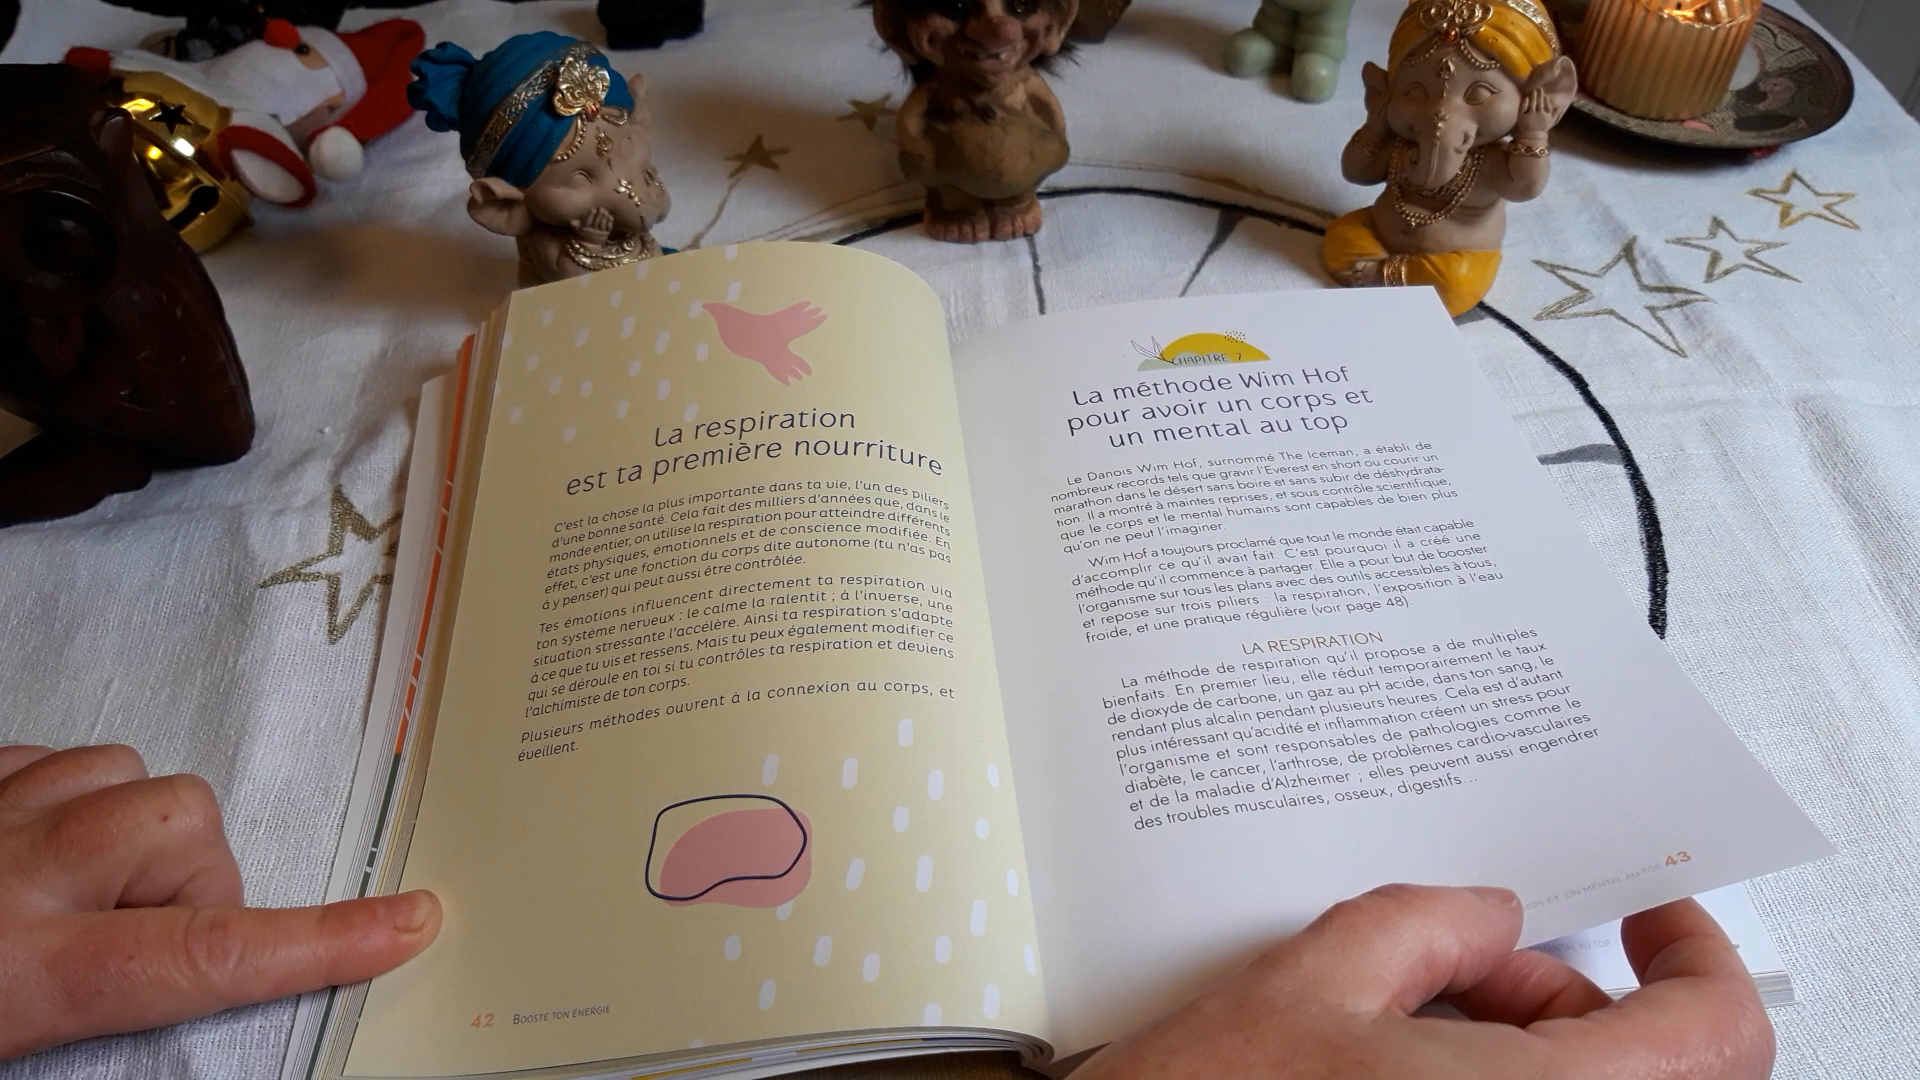 La respiration
est ta première nourriture
C'est la chose la plus importante dans ta vie, l'un des piliers
d'une bonne santé. Cela fait des milliers d'années que, dans le
monde entier, on utilise la respiration pour atteindre différents
états physiques, émotionnels et de conscience modifiée. En
effet, c'est une fonction du corps dite autonome (tu n'as pas
à y penser) qui peut aussi être contrôlée.
Tes émotions influencent directement ta respiration via
ton système nerveux : le calme la ralentit ; à l'inverse, une
situation stressante l'accélère. Ainsi ta respiration s'adapte
à ce que tu vis et ressens. Mais tu peux également modifier ce
qui se déroule en toi si tu contrôles ta respiration et deviens
l'alchimiste de ton corps.
Plusieurs méthodes ouvrent à la connexion au corps, et
éveillent.
42 BOOSTE TON ÉNERGIE
CHAPITRE 7
La méthode Wim Hof
pour avoir un corps et
un mental au top
Le Danois Wim Hof, surnommé The Iceman, a établi de
nombreux records tels que gravir l'Everest en short ou courir un
marathon dans le désert sans boire et sans subir de déshydrata-
tion. Il a montré à maintes reprises, et sous contrôle scientifique,
que le corps et le mental humains sont capables de bien plus
qu'on ne peut l'imaginer.
Wim Hof a toujours proclamé que tout le monde était capable
d'accomplir ce qu'il avait fait. C'est pourquoi il a créé une
méthode qu'il commence à partager. Elle a pour but de booster
l'organisme sur tous les plans avec des outils accessibles à tous,
et repose sur trois piliers : la respiration, l'exposition à l'eau
froide, et une pratique régulière (voir page 48).
LA RESPIRATION
La méthode de respiration qu'il propose a de multiples
bienfaits. En premier lieu, elle réduit temporairement le taux
de dioxyde de carbone, un gaz au pH acide, dans ton sang, le
rendant plus alcalin pendant plusieurs heures. Cela est d'autant
plus intéressant qu'acidité et inflammation créent un stress pour
l'organisme et sont responsables de pathologies comme le
diabète, le cancer, l'arthrose, de problèmes cardio-vasculaires
et de la maladie d'Alzheimer ; elles peuvent aussi engendrer
des troubles musculaires, osseux, digestifs...
ET UN MENTAL AU TOP 43
MENTAL AU TOP